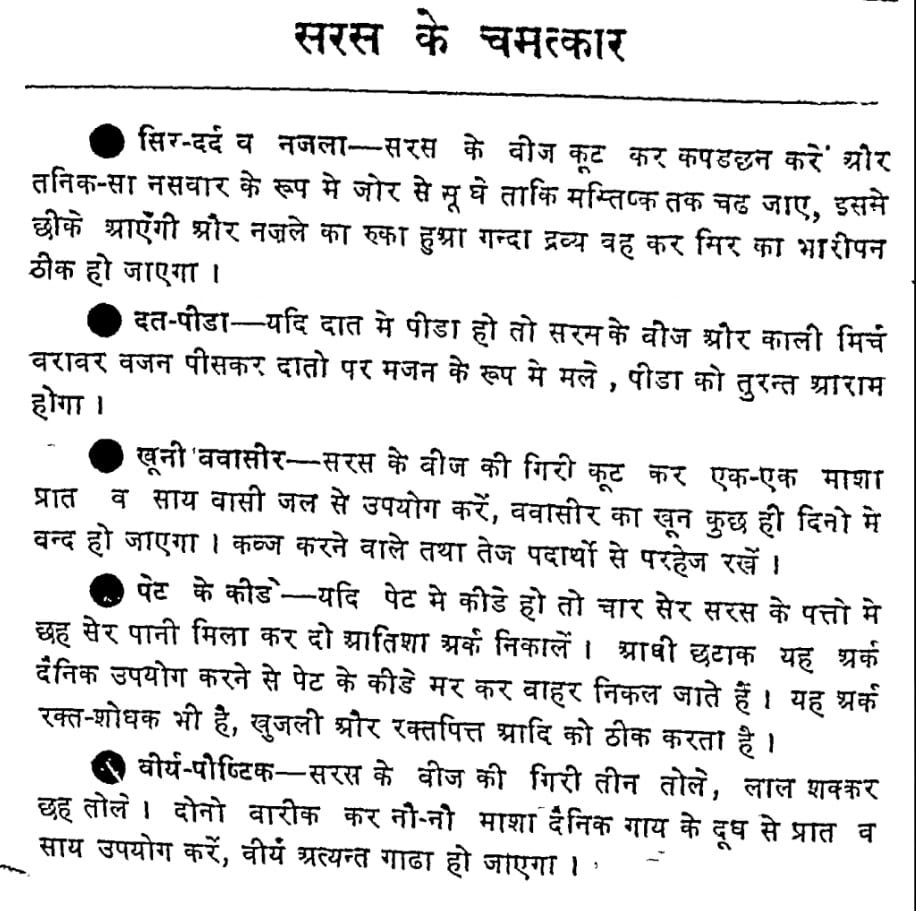 सरस के चमत्कार
● सिर-दर्द व नजला—सरस के वीज कूट कर कपडछन करें और
तनिक-सा नसवार के रूप मे जोर से सूघे ताकि मस्तिष्क तक चढ जाए, इसमे
छीके आएँगी और नजले का रुका हुआ गन्दा द्रव्य वह कर सिर का भारीपन
ठीक हो जाएगा ।
● दत-पीडा—यदि दात मे पीडा हो तो सरस के वीज और काली मिर्च
वरावर वजन पीसकर दातो पर मजन के रूप मे मले , पीडा को तुरन्त आराम
होगा ।
● खूनी ववासीर—सरस के वीज की गिरी कूट कर एक-एक माशा
प्रात व साय वासी जल से उपयोग करें, ववासीर का खून कुछ ही दिनो मे
वन्द हो जाएगा । कव्ज करने वाले तथा तेज पदार्थो से परहेज रखें ।
● पेट के कीडे—यदि पेट मे कीडे हो तो चार सेर सरस के पत्तो मे
छह सेर पानी मिला कर दो आतिशा अर्क निकालें । आधी छटाक यह अर्क
दैनिक उपयोग करने से पेट के कीडे मर कर वाहर निकल जाते हैं । यह अर्क
रक्त-शोधक भी है, खुजली और रक्तपित्त आदि को ठीक करता है ।
● वीर्य-पौष्टिक—सरस के वीज की गिरी तीन तोले, लाल शक्कर
छह तोले । दोनो वारीक कर नौ-नौ माशा दैनिक गाय के दूध से प्रात व
साय उपयोग करें, वीर्य अत्यन्त गाढा हो जाएगा ।